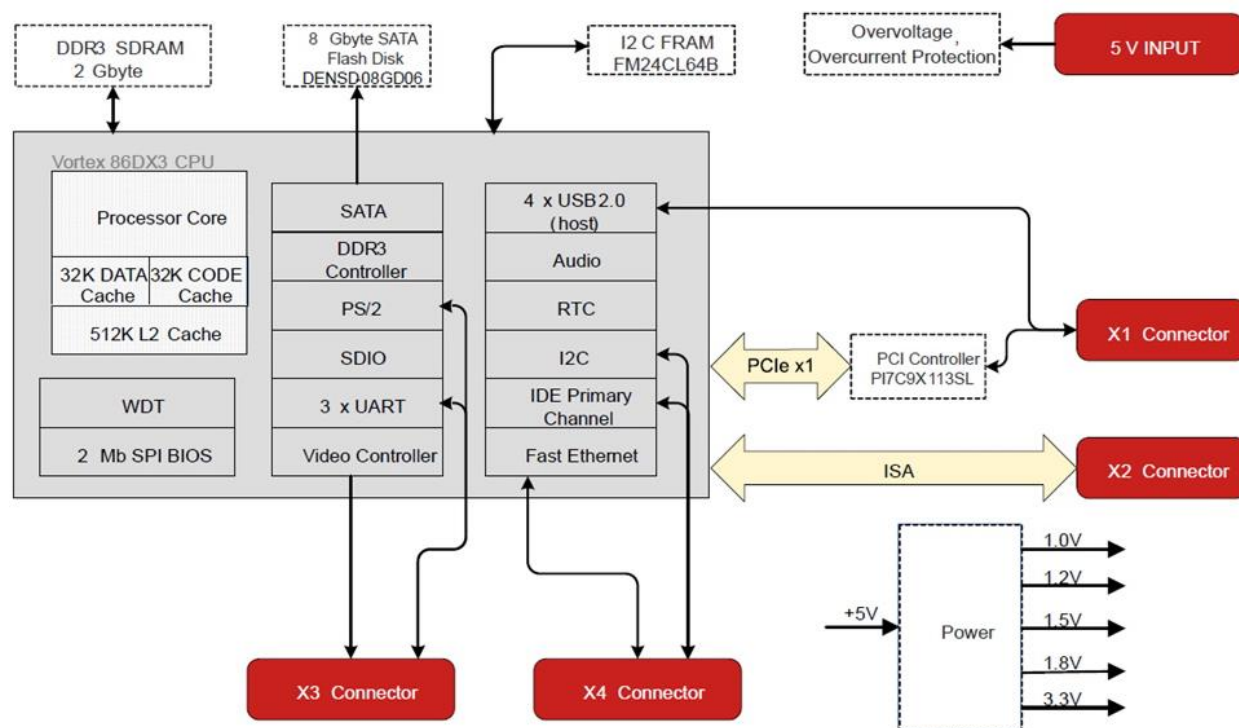 DDR3 SDRAM
2 Gbyte
8 Gbyte SATA
Flash Disk
DENSD08GD06
I2 C FRAM
FM24CL64B
Overvoltage,
Overcurrent Protection
5 V INPUT
Vortex 86DX3 CPU
Processor Core
32K DATA
Cache
32K CODE
Cache
512K L2 Cache
WDT
2 Mb SPI BIOS
SATA
DDR3
Controller
PS/2
SDIO
3 x UART
Video Controller
4 x USB2.0
(host)
Audio
RTC
I2C
IDE Primary
Channel
Fast Ethernet
PCIe x1
PCI Controller
PI7C9X113SL
X1 Connector
ISA
X2 Connector
+5V
Power
1.0V
1.2V
1.5V
1.8V
3.3V
X3 Connector
X4 Connector